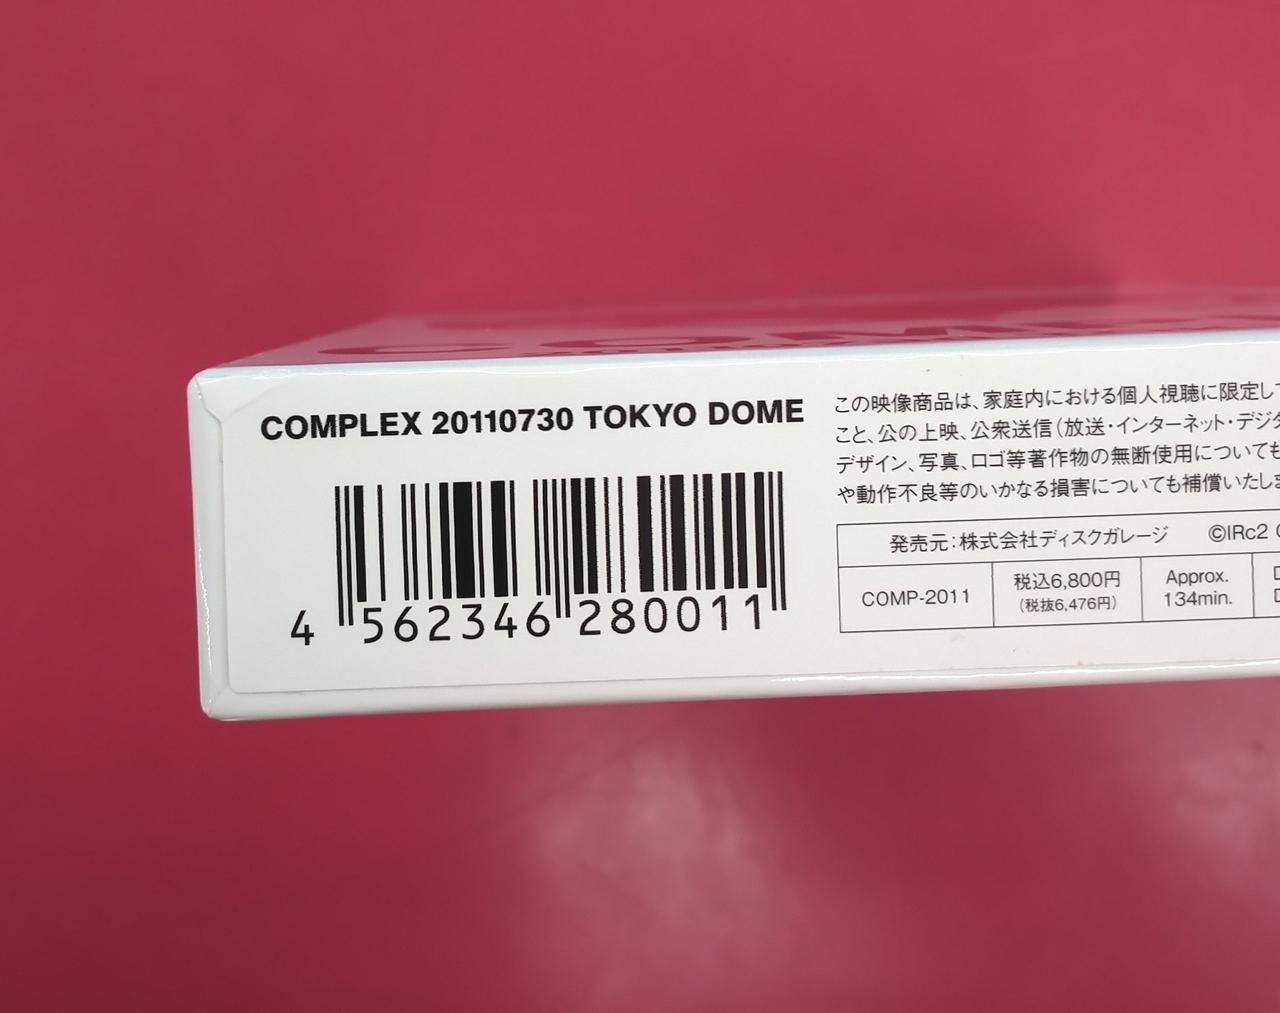 COMPLEX 20110730 TOKYO DOME
4 562346 280011
この映像商品は、家庭内における個人視聴に限定して
こと、公の上映、公衆送信(放送・インターネット・デジタ
デザイン、写真、ロゴ等著作物の無断使用についても
や動作不良等のいかなる損害についても補償いたしま
発売元:株式会社ディスクガレージ ©IRc2
COMP-2011
税込6,800円
(税抜6,476円)
Approx.
134min.